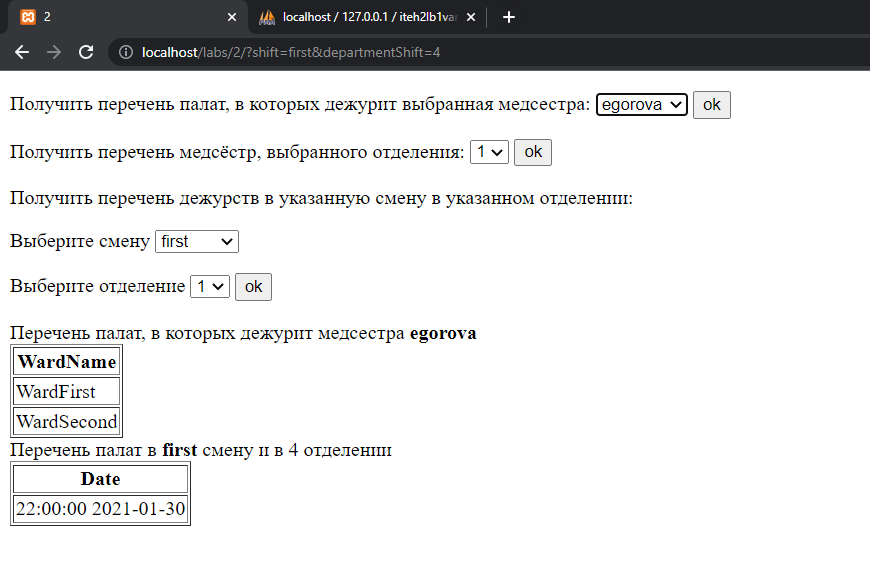 2
localhost / 127.0.0.1 / iteh2lb1var
localhost/labs/2/?shift=first&departmentShift=4
Получить перечень палат, в которых дежурит выбранная медсестра: egorova ok
Получить перечень медсёстр, выбранного отделения: 1 ok
Получить перечень дежурств в указанную смену в указанном отделении:
Выберите смену first
Выберите отделение 1 ok
Перечень палат, в которых дежурит медсестра egorova
WardName
WardFirst
WardSecond
Перечень палат в first смену и в 4 отделении
Date
22:00:00 2021-01-30